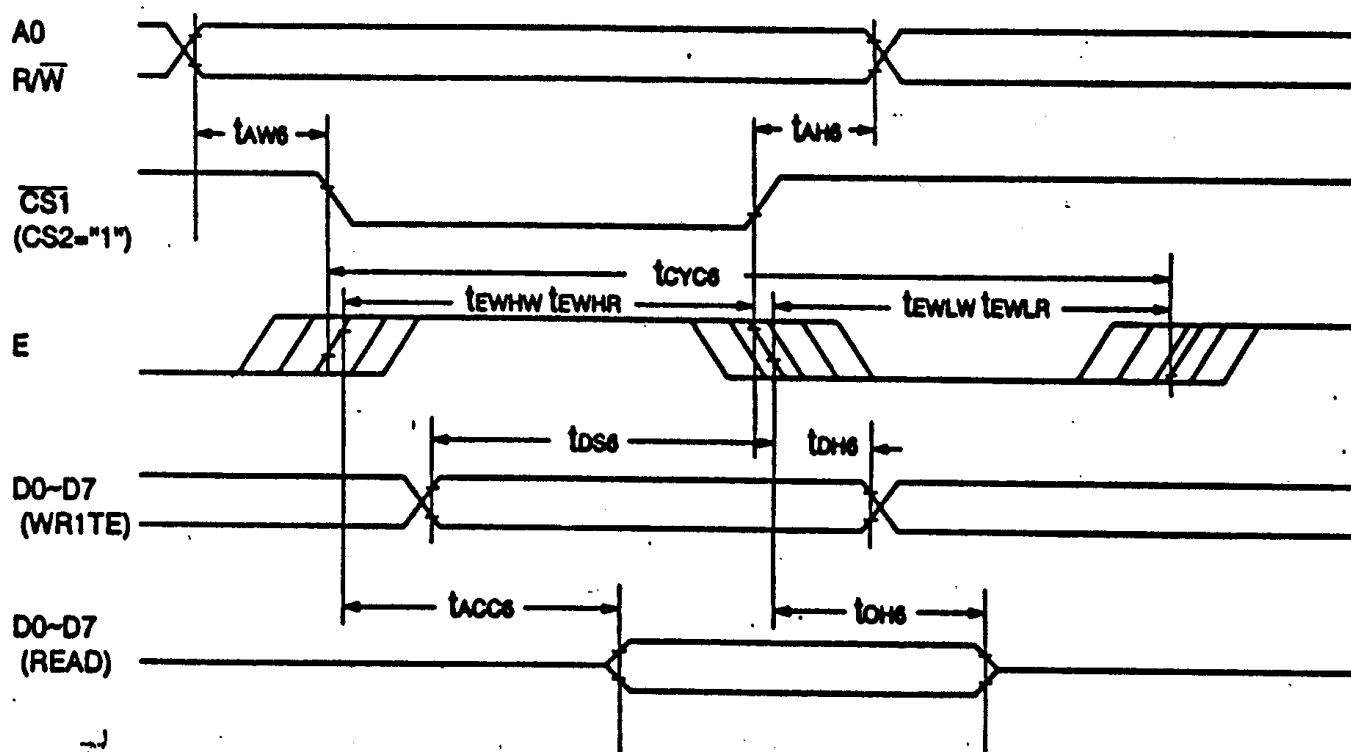 A0
R/W̅
tAW6
tAH6
C̅S̅1̅
(CS2="1")
tCYC6
tEWHW tEWHR
tEWLW tEWLR
E
tDS6
tDH6
D0~D7
(WR1TE)
tACC6
tOH6
D0~D7
(READ)